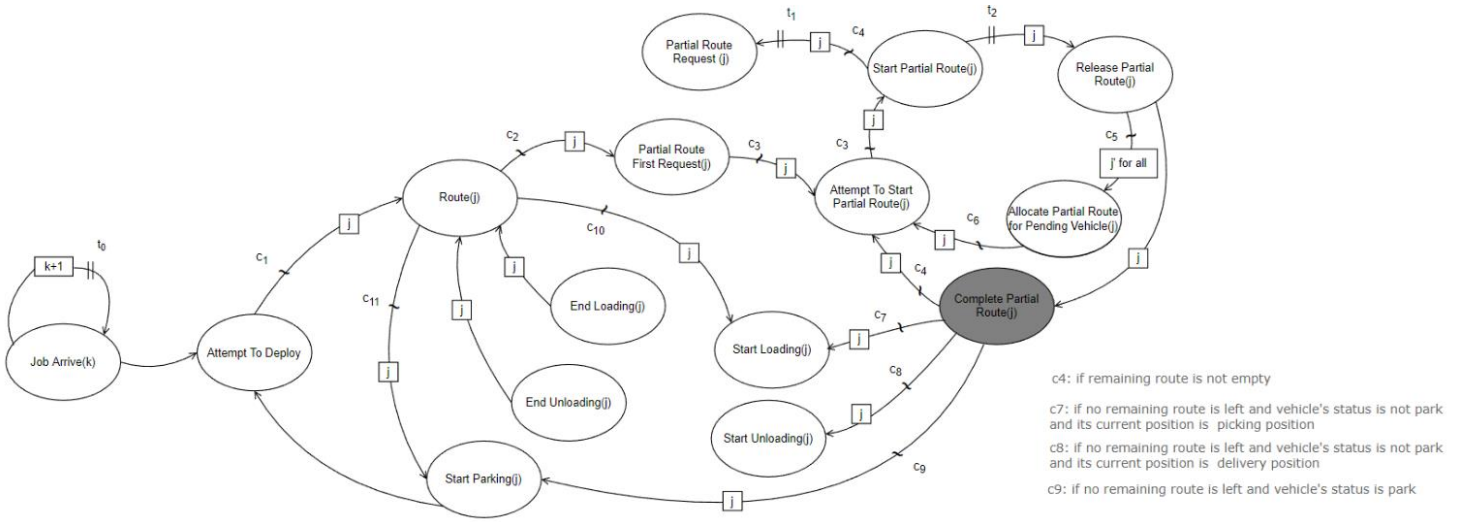 t1
c4
t2
j
j
Partial Route
Request (j)
Start Partial Route(j)
Release Partial
Route(j)
j
c3
c5
c2
j
Partial Route
First Request(j)
c3
j
j' for all
Attempt To Start
Partial Route(j)
Route(j)
Allocate Partial Route
for Pending Vehicle(j)
c6
j
j
c10
t0
c1
j
k+1
j
j
j
c4
j
End Loading(j)
Complete Partial
Route(j)
c11
j
c7
j
Job Arrive(k)
Attempt To Deploy
Start Loading(j)
j
c8
End Unloading(j)
j
Start Unloading(j)
c9
Start Parking(j)
j
c4: if remaining route is not empty
c7: if no remaining route is left and vehicle's status is not park
and its current position is picking position
c8: if no remaining route is left and vehicle's status is not park
and its current position is delivery position
c9: if no remaining route is left and vehicle's status is park